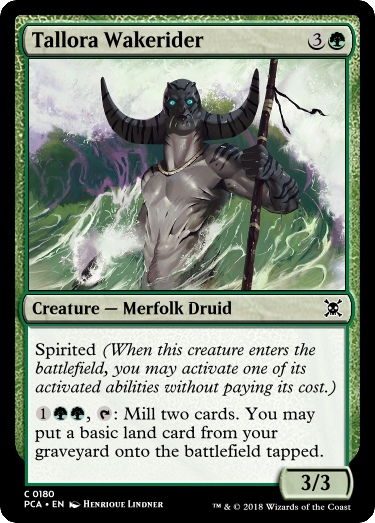 Tallora Wakerider 3
Creature — Merfolk Druid
Spirited (When this creature enters the
battlefield, you may activate one of its
activated abilities without paying its cost.)
1, : Mill two cards. You may
put a basic land card from your
graveyard onto the battlefield tapped.
3/3
C 0180
PCA • EN Henrique Lindner ™ & © 2018 Wizards of the Coast